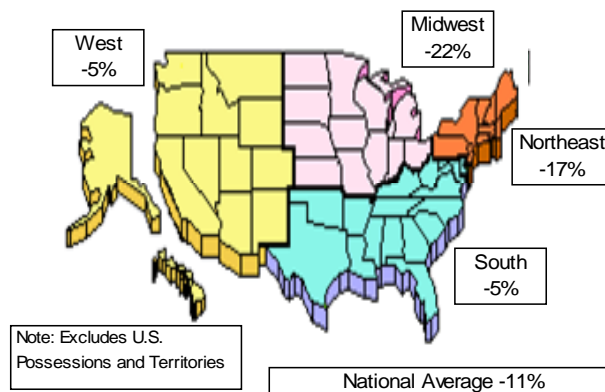 West
-5%
Midwest
-22%
Northeast
-17%
South
-5%
Note: Excludes U.S.
Possessions and Territories
National Average -11%